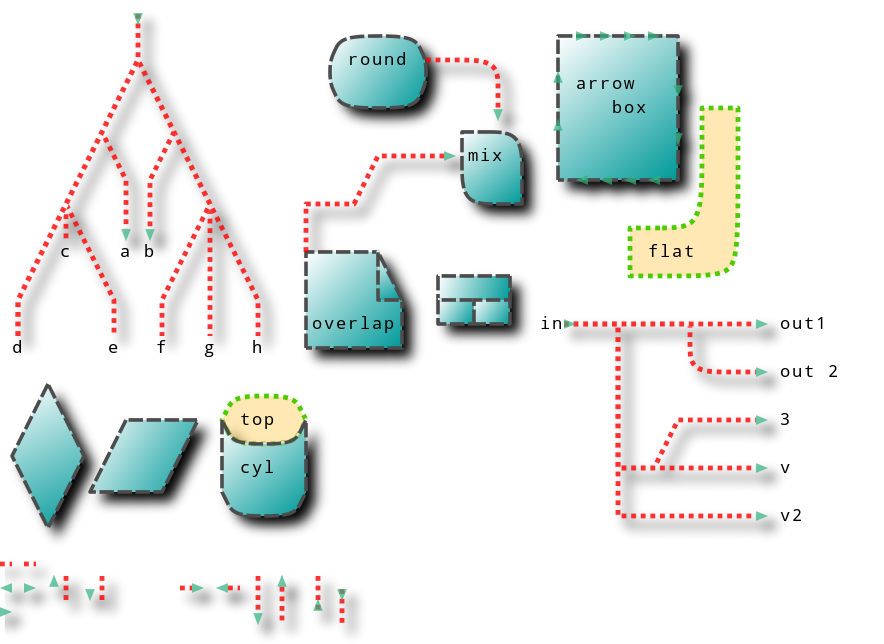 round
arrow
box
mix
c
a
b
flat
overlap
in
out1
d
e
f
g
h
out 2
top
3
cyl
v
v2